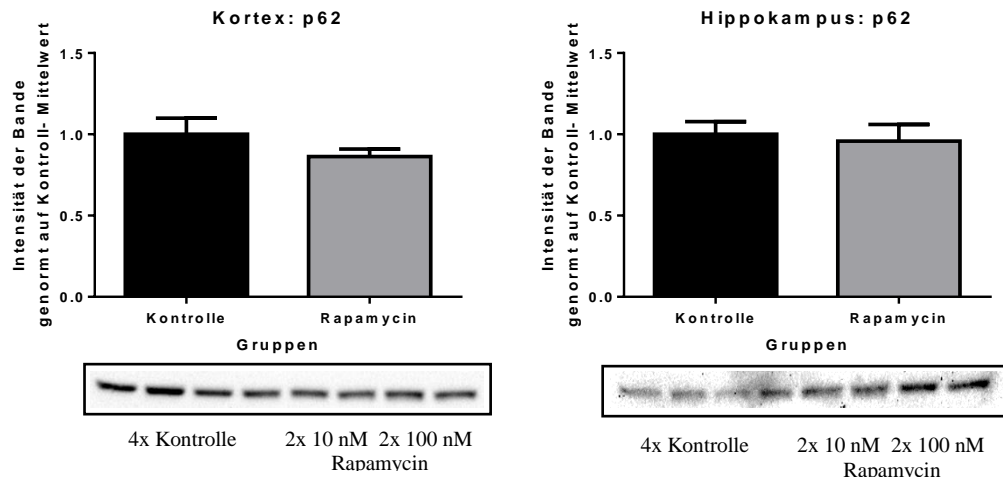 Kortex: p62
Intensität der Bande
genormt auf Kontroll- Mittelwert
1.5
1.0
0.5
0.0
Kontrolle
Rapamycin
Gruppen
4x Kontrolle
2x 10 nM 2x 100 nM
Rapamycin
Hippokampus: p62
Intensität der Bande
genormt auf Kontroll- Mittelwert
1.5
1.0
0.5
0.0
Kontrolle
Rapamycin
Gruppen
4x Kontrolle
2x 10 nM 2x 100 nM
Rapamycin